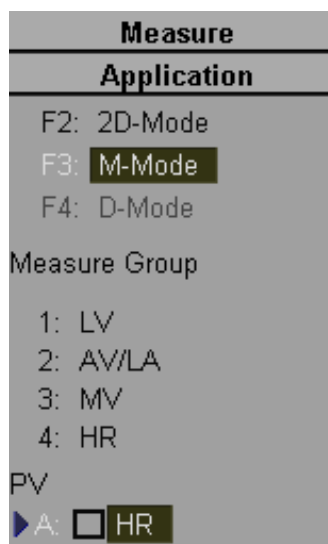 Measure
Application
F2: 2D-Mode
F3: M-Mode
F4: D-Mode
Measure Group
1: LV
2: AV/LA
3: MV
4: HR
PV
A: HR